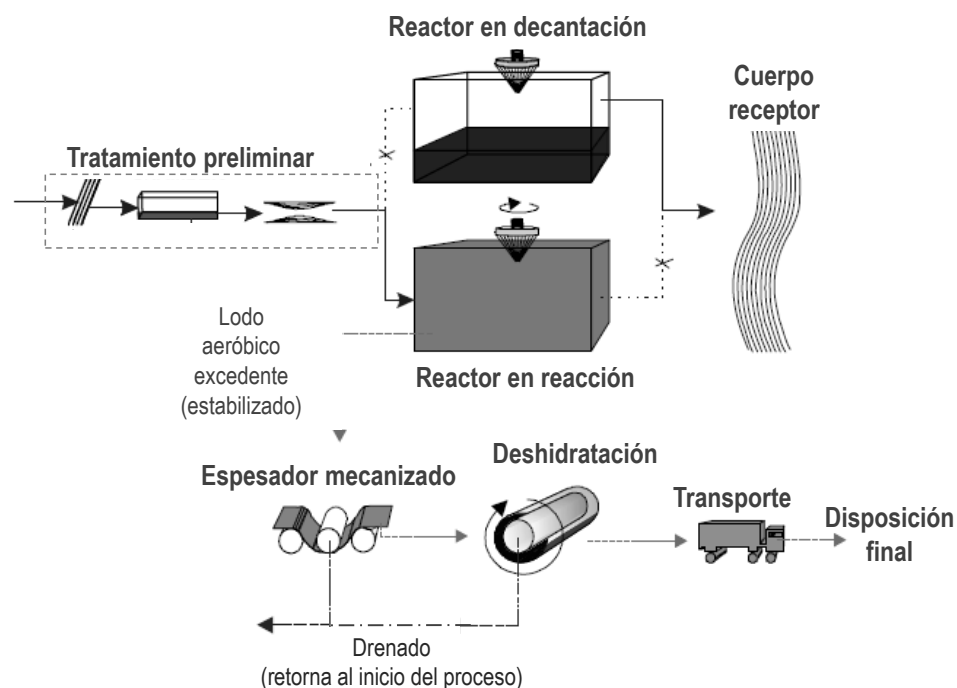 Reactor en decantación
Cuerpo
receptor
Tratamiento preliminar
Lodo
aeróbico
excedente
(estabilizado)
Reactor en reacción
Espesador mecanizado
Deshidratación
Transporte
Disposición
final
Drenado
(retorna al inicio del proceso)